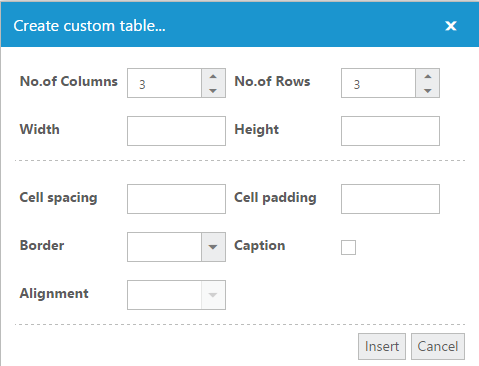 Create custom table...
No.of Columns 3 No.of Rows 3
Width Height
Cell spacing Cell padding
Border Caption
Alignment
Insert Cancel